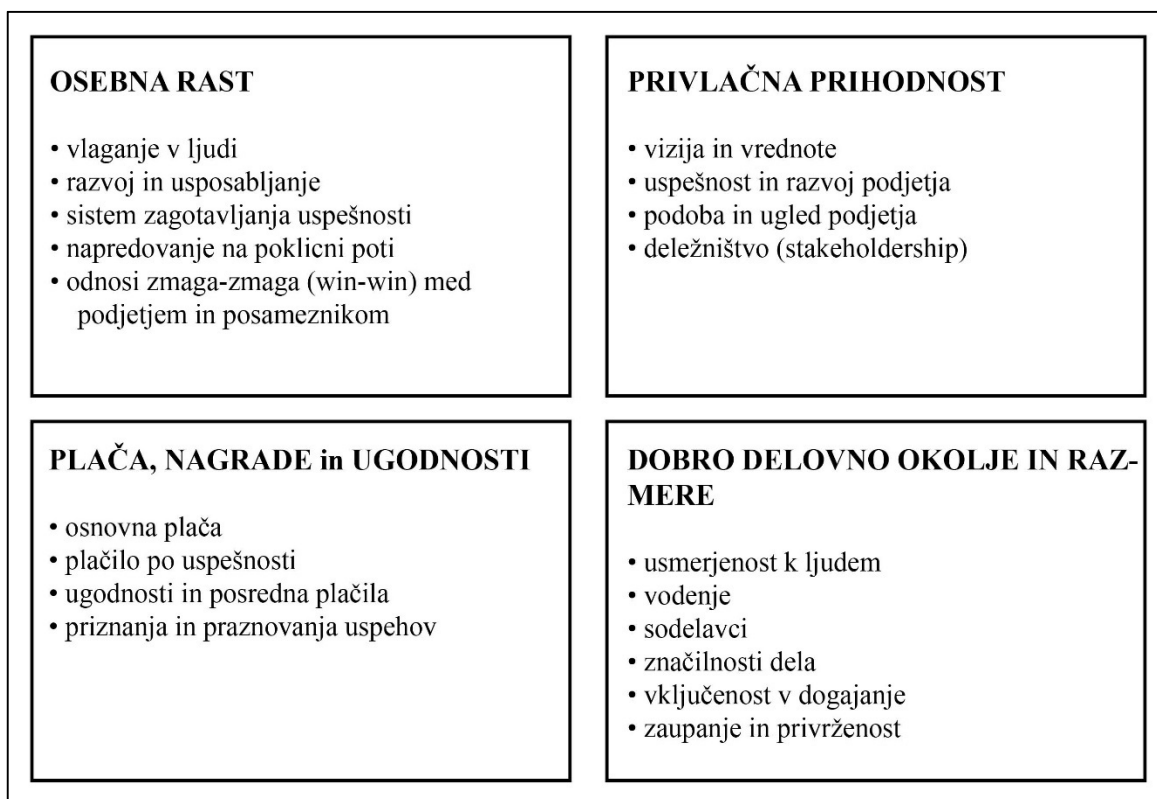 OSEBNA RAST
• vlaganje v ljudi
• razvoj in usposabljanje
• sistem zagotavljanja uspešnosti
• napredovanje na poklicni poti
• odnosi zmaga-zmaga (win-win) med
podjetjem in posameznikom
PRIVLAČNA PRIHODNOST
• vizija in vrednote
• uspešnost in razvoj podjetja
• podoba in ugled podjetja
• deležništvo (stakeholdership)
PLAČA, NAGRADE in UGODNOSTI
• osnovna plača
• plačilo po uspešnosti
• ugodnosti in posredna plačila
• priznanja in praznovanja uspehov
DOBRO DELOVNO OKOLJE IN RAZ-
MERE
• usmerjenost k ljudem
• vodenje
• sodelavci
• značilnosti dela
• vključenost v dogajanje
• zaupanje in privrženost